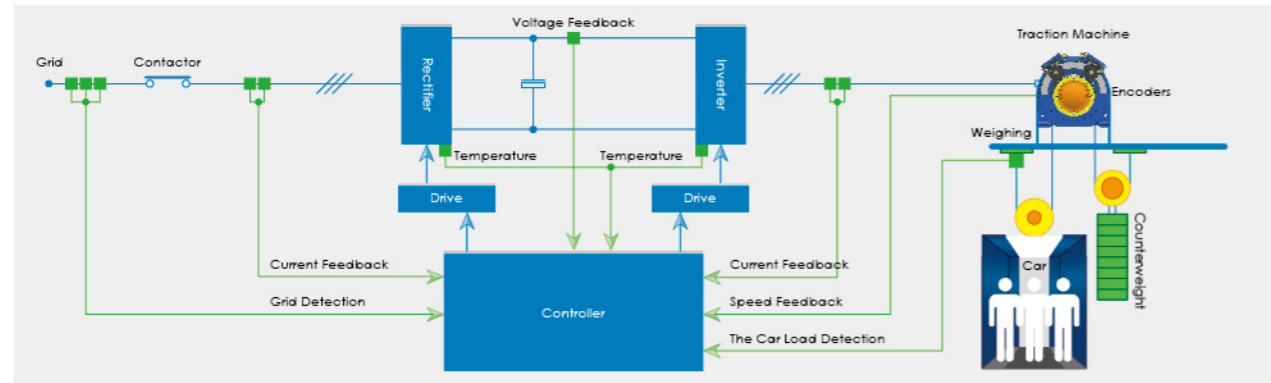 Voltage Feedback
Traction Machine
Grid
Contactor
Rectifier
Inverter
Encoders
Weighing
Temperature
Temperature
Drive
Drive
Counterweight
Current Feedback
Current Feedback
Car
Grid Detection
Controller
Speed Feedback
The Car Load Detection